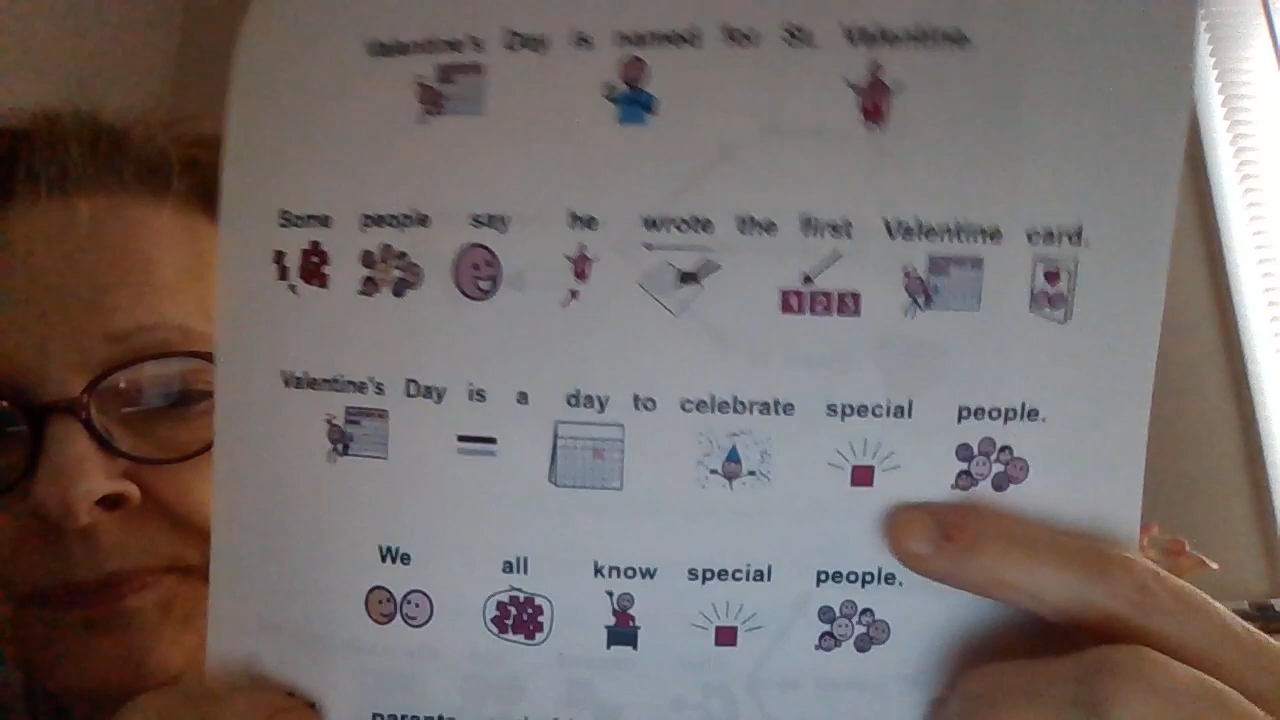 Valentine's Day is named for St. Valentine.
Some people say he wrote the first Valentine card.
Valentine's Day is a day to celebrate special people.
We all know special people.
parents